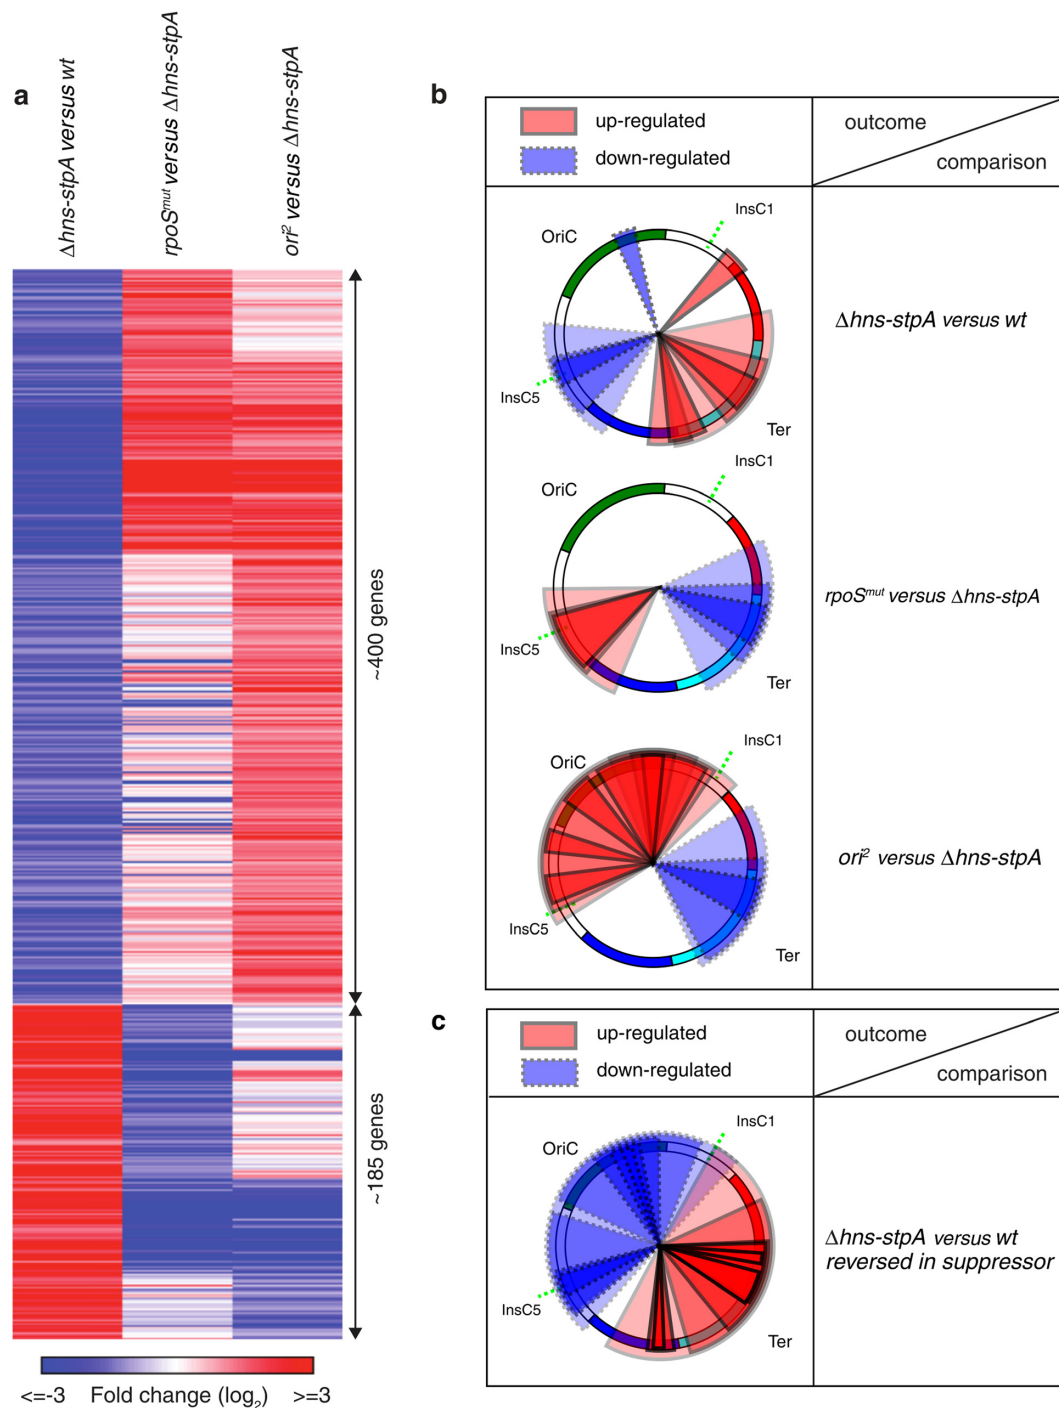 a
Δhns-stpA versus wt
rpoS^mut versus Δhns-stpA
ori² versus Δhns-stpA
~400 genes
~185 genes
<=-3 Fold change (log₂) >=3
b
up-regulated
down-regulated
outcome
comparison
InsC1
OriC
InsC5
Ter
Δhns-stpA versus wt
InsC1
OriC
InsC5
Ter
rpoS^mut versus Δhns-stpA
InsC1
OriC
InsC5
Ter
ori² versus Δhns-stpA
c
up-regulated
down-regulated
outcome
comparison
InsC1
OriC
InsC5
Ter
Δhns-stpA versus wt
reversed in suppressor